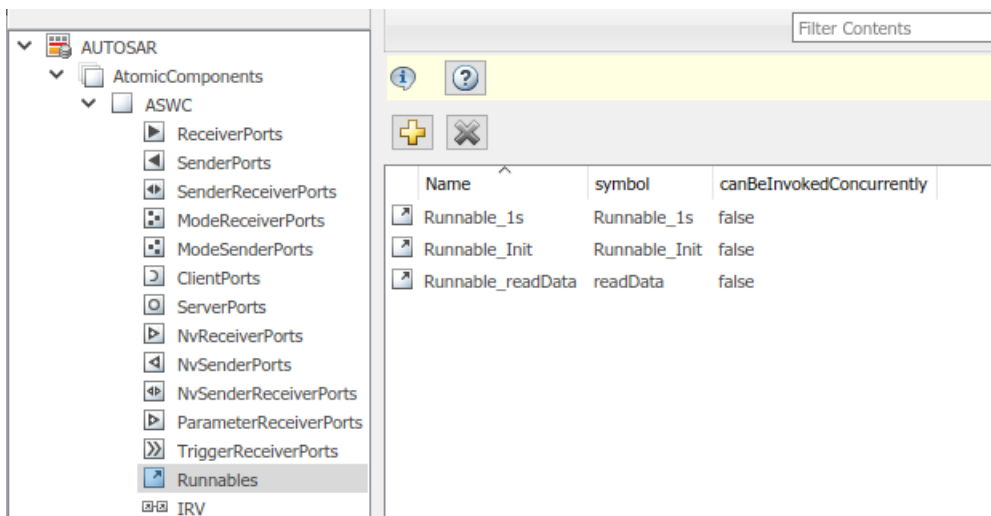 Filter Contents
AUTOSAR
AtomicComponents
ASWC
ReceiverPorts
SenderPorts
SenderReceiverPorts
ModeReceiverPorts
ModeSenderPorts
ClientPorts
ServerPorts
NvReceiverPorts
NvSenderPorts
NvSenderReceiverPorts
ParameterReceiverPorts
TriggerReceiverPorts
Runnables
IRV
Name symbol canBeInvokedConcurrently
Runnable_1s Runnable_1s false
Runnable_Init Runnable_Init false
Runnable_readData readData false